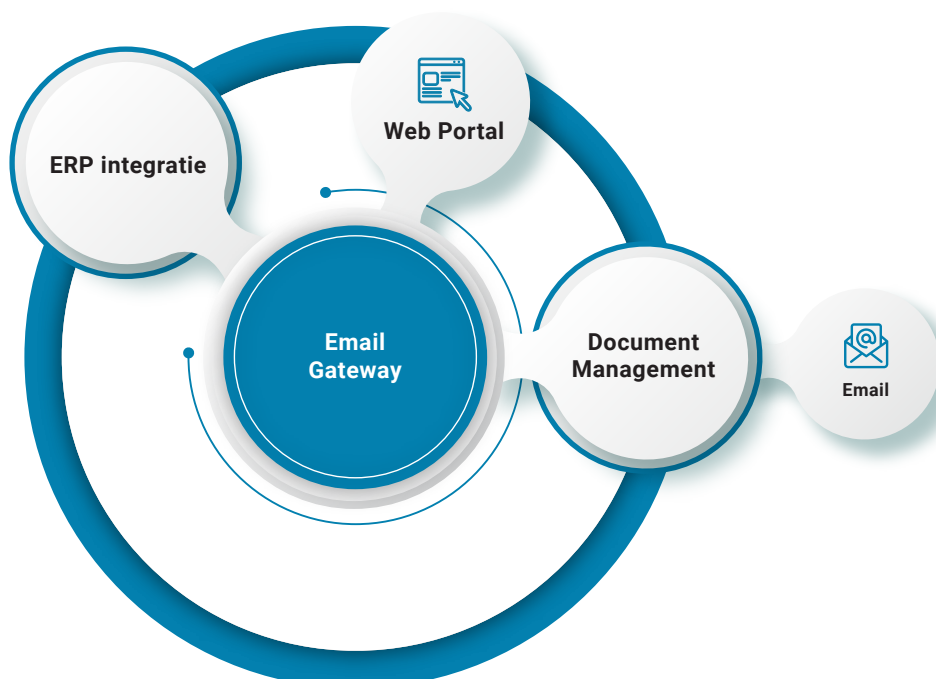 Web Portal
ERP integratie
Email
Gateway
Document
Management
Email